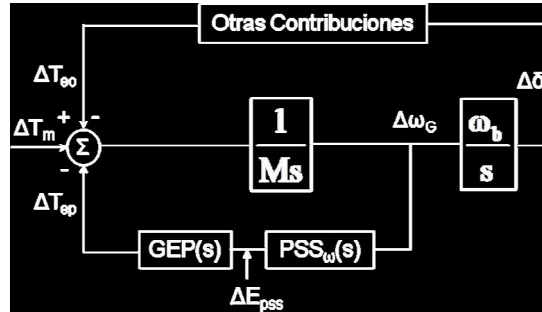 Otras Contribuciones
ΔT_eo
Δδ
+ -
ΔT_m
Σ
1
Ms
Δω_G
ω_b
s
-
ΔT_ep
GEP(s)
PSS_ω(s)
ΔE_pss